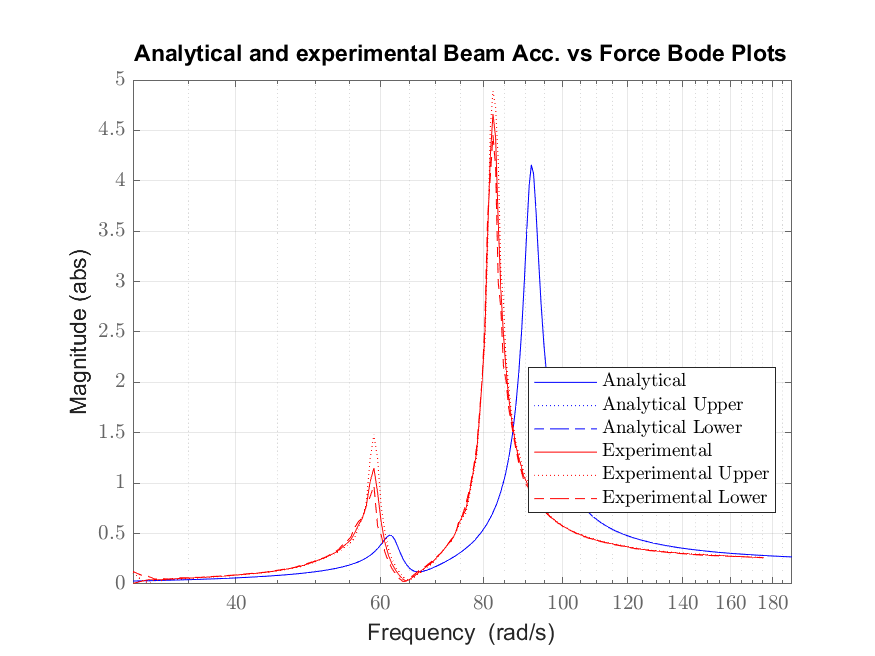 Analytical and experimental Beam Acc. vs Force Bode Plots
5
4.5
4
3.5
3
2.5
2
1.5
1
0.5
0
Magnitude (abs)
Analytical
Analytical Upper
Analytical Lower
Experimental
Experimental Upper
Experimental Lower
40 60 80 100 120 140 160 180
Frequency (rad/s)